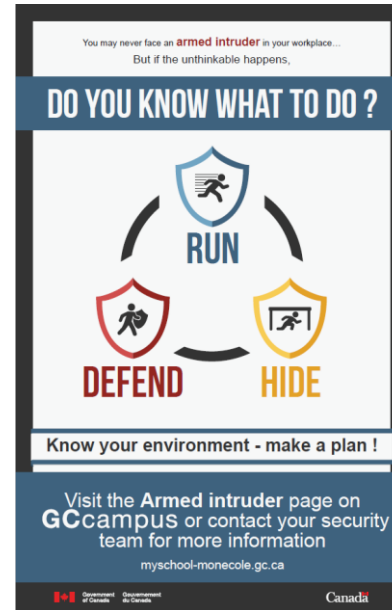 You may never face an armed intruder in your workplace...
But if the unthinkable happens,
DO YOU KNOW WHAT TO DO ?
RUN
DEFEND
HIDE
Know your environment - make a plan !
Visit the Armed intruder page on
GCcampus or contact your security
team for more information
myschool-monecole.gc.ca
Government
of Canada
Gouvernement
du Canada
Canada